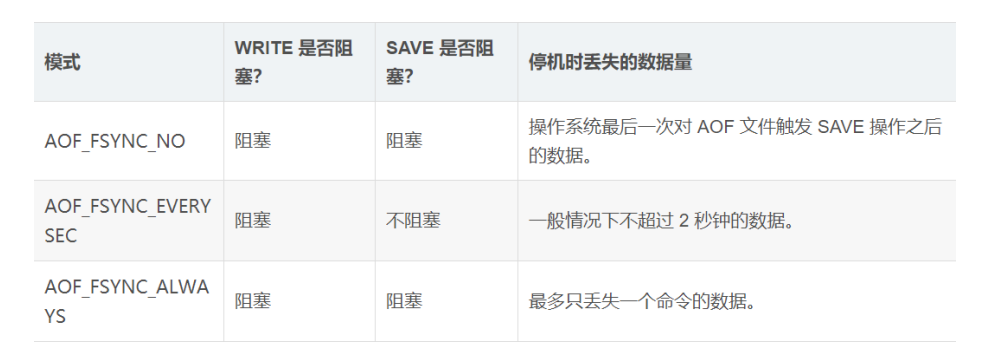 模式 WRITE 是否阻塞? SAVE 是否阻塞? 停机时丢失的数据量
AOF_FSYNC_NO 阻塞 阻塞 操作系统最后一次对 AOF 文件触发 SAVE 操作之后的数据。
AOF_FSYNC_EVERYSEC 阻塞 不阻塞 一般情况下不超过 2 秒钟的数据。
AOF_FSYNC_ALWAYS 阻塞 阻塞 最多只丢失一个命令的数据。